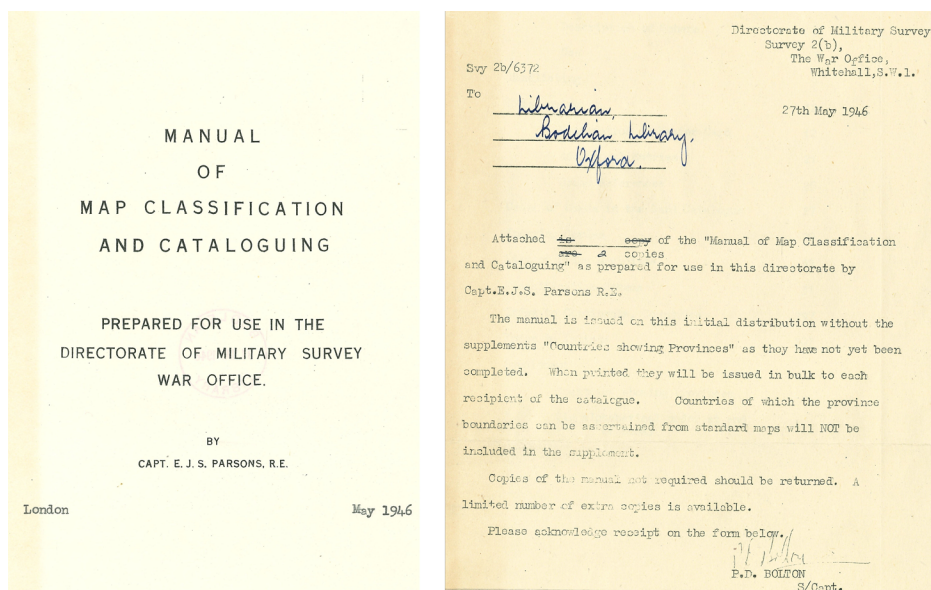 MANUAL
OF
MAP CLASSIFICATION
AND CATALOGUING
PREPARED FOR USE IN THE
DIRECTORATE OF MILITARY SURVEY
WAR OFFICE.
BY
CAPT. E. J. S. PARSONS, R.E.
London May 1946
Directorate of Military Survey
Survey 2(b),
The War Office,
Whitehall,S.W.1.
Svy 2b/6372
To
27th May 1946
Librarian,
Bodleian Library,
Oxford.
Attached is copy of the "Manual of Map Classification
are 2 copies
and Cataloguing" as prepared for use in this directorate by
Capt.E.J.S. Parsons R.E.
The manual is issued on this initial distribution without the
supplements "Countries showing Provinces" as they have not yet been
completed. When printed they will be issued in bulk to each
recipient of the catalogue. Countries of which the province
boundaries can be ascertained from standard maps will NOT be
included in the supplement.
Copies of the manual not required should be returned. A
limited number of extra copies is available.
Please acknowledge receipt on the form below.
P.D. BOLTON
S/Capt.